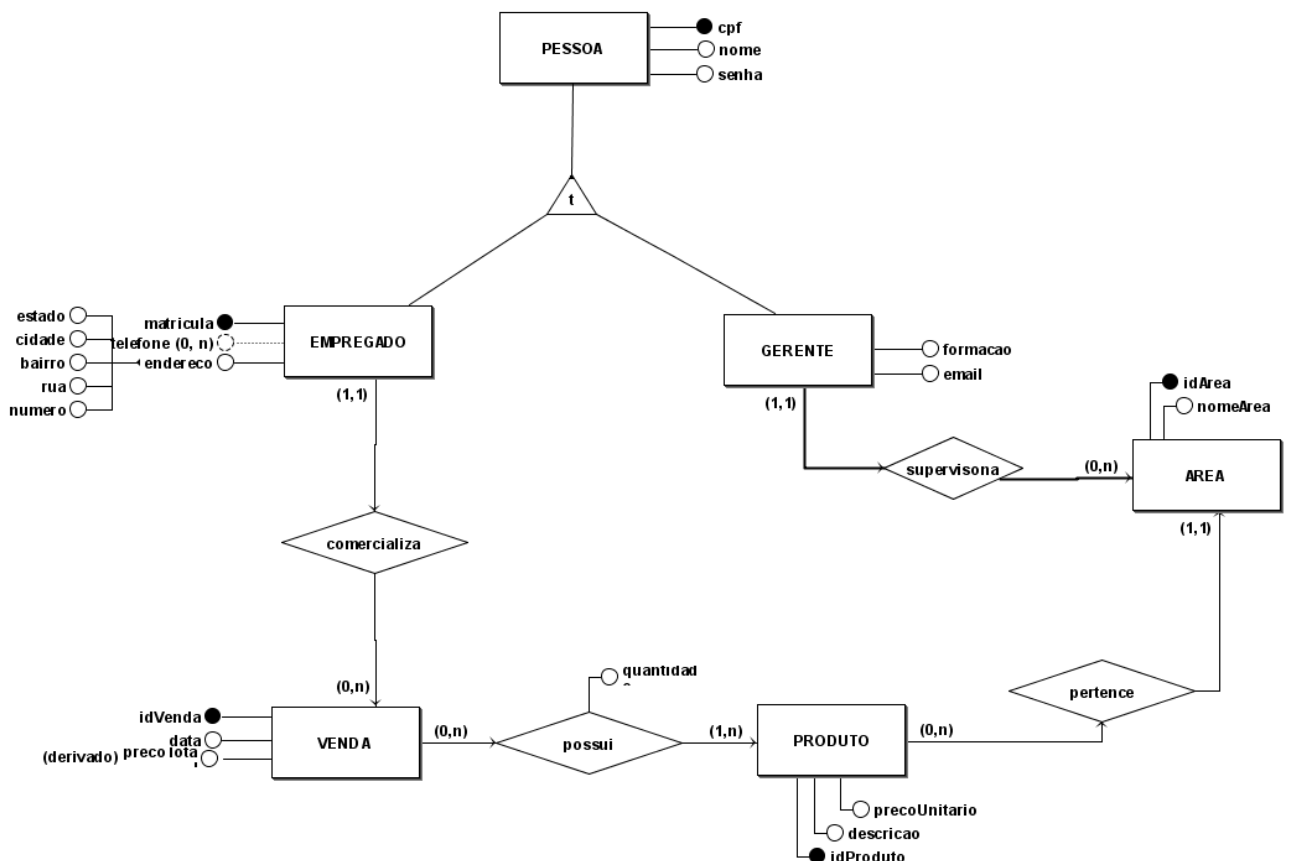 PESSOA
cpf
nome
senha
t
estado
cidade
bairro
rua
numero
matricula
telefone (0, n)
endereco
EMPREGADO
(1,1)
GERENTE
formacao
email
(1,1)
supervisona
(0,n)
idArea
nomeArea
AREA
(1,1)
comercializa
(0,n)
idVenda
data
(derivado)
preco
VENDA
(0,n)
quantidad
possui
(1,n)
PRODUTO
(0,n)
pertence
precoUnitario
descricao
idProduto